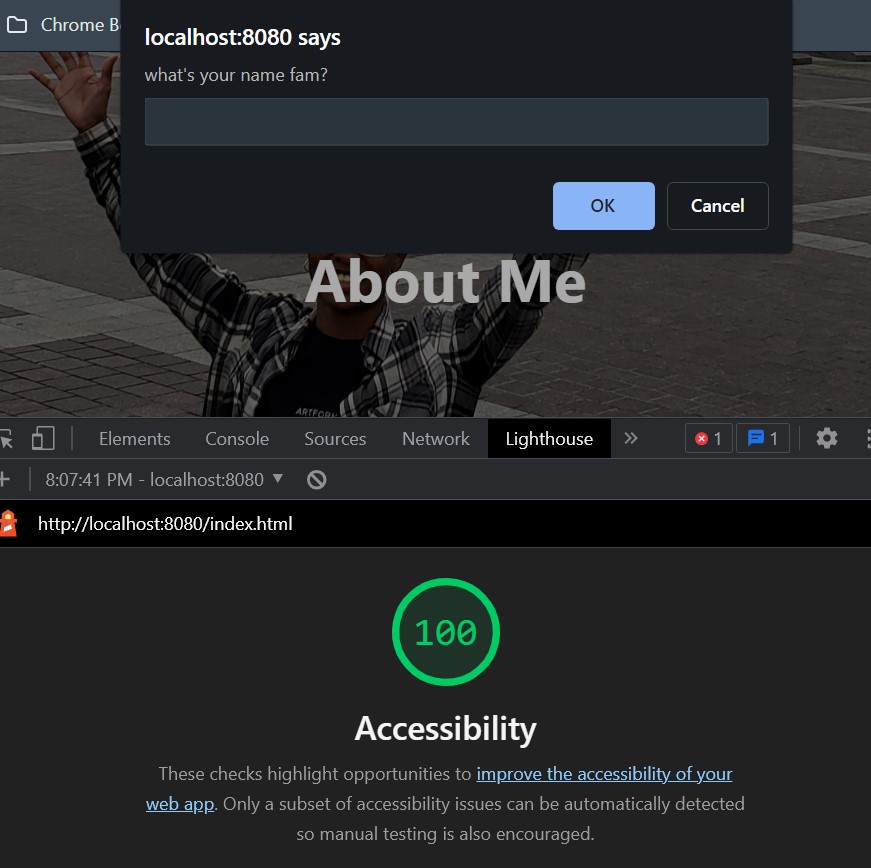 Chrome B
localhost:8080 says
what's your name fam?
OK
Cancel
About Me
ARTFORM
Elements
Console
Sources
Network
Lighthouse
1
1
8:07:41 PM - localhost:8080
http://localhost:8080/index.html
100
Accessibility
These checks highlight opportunities to improve the accessibility of your
web app. Only a subset of accessibility issues can be automatically detected
so manual testing is also encouraged.